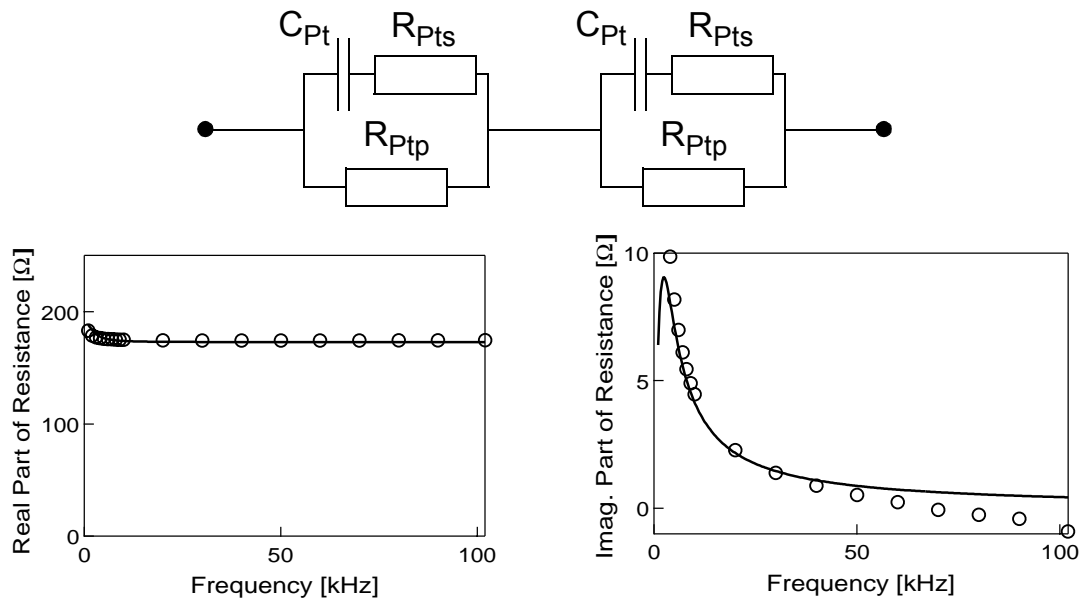 C_Pt R_Pts C_Pt R_Pts
R_Ptp R_Ptp
Real Part of Resistance [Ω]
200
100
0
0 50 100
Frequency [kHz]
Imag. Part of Resistance [Ω]
10
5
0
0 50 100
Frequency [kHz]